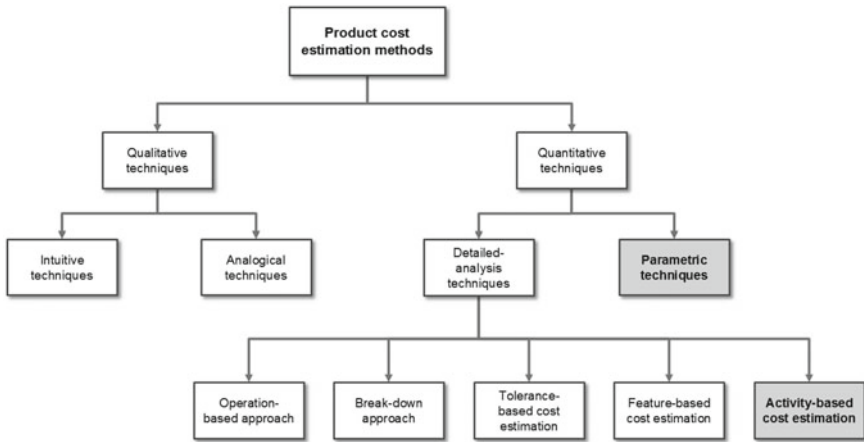 Product cost
estimation methods
Qualitative
techniques
Quantitative
techniques
Intuitive
techniques
Analogical
techniques
Detailed-
analysis
techniques
Parametric
techniques
Operation-
based approach
Break-down
approach
Tolerance-
based cost
estimation
Feature-based
cost estimation
Activity-based
cost estimation